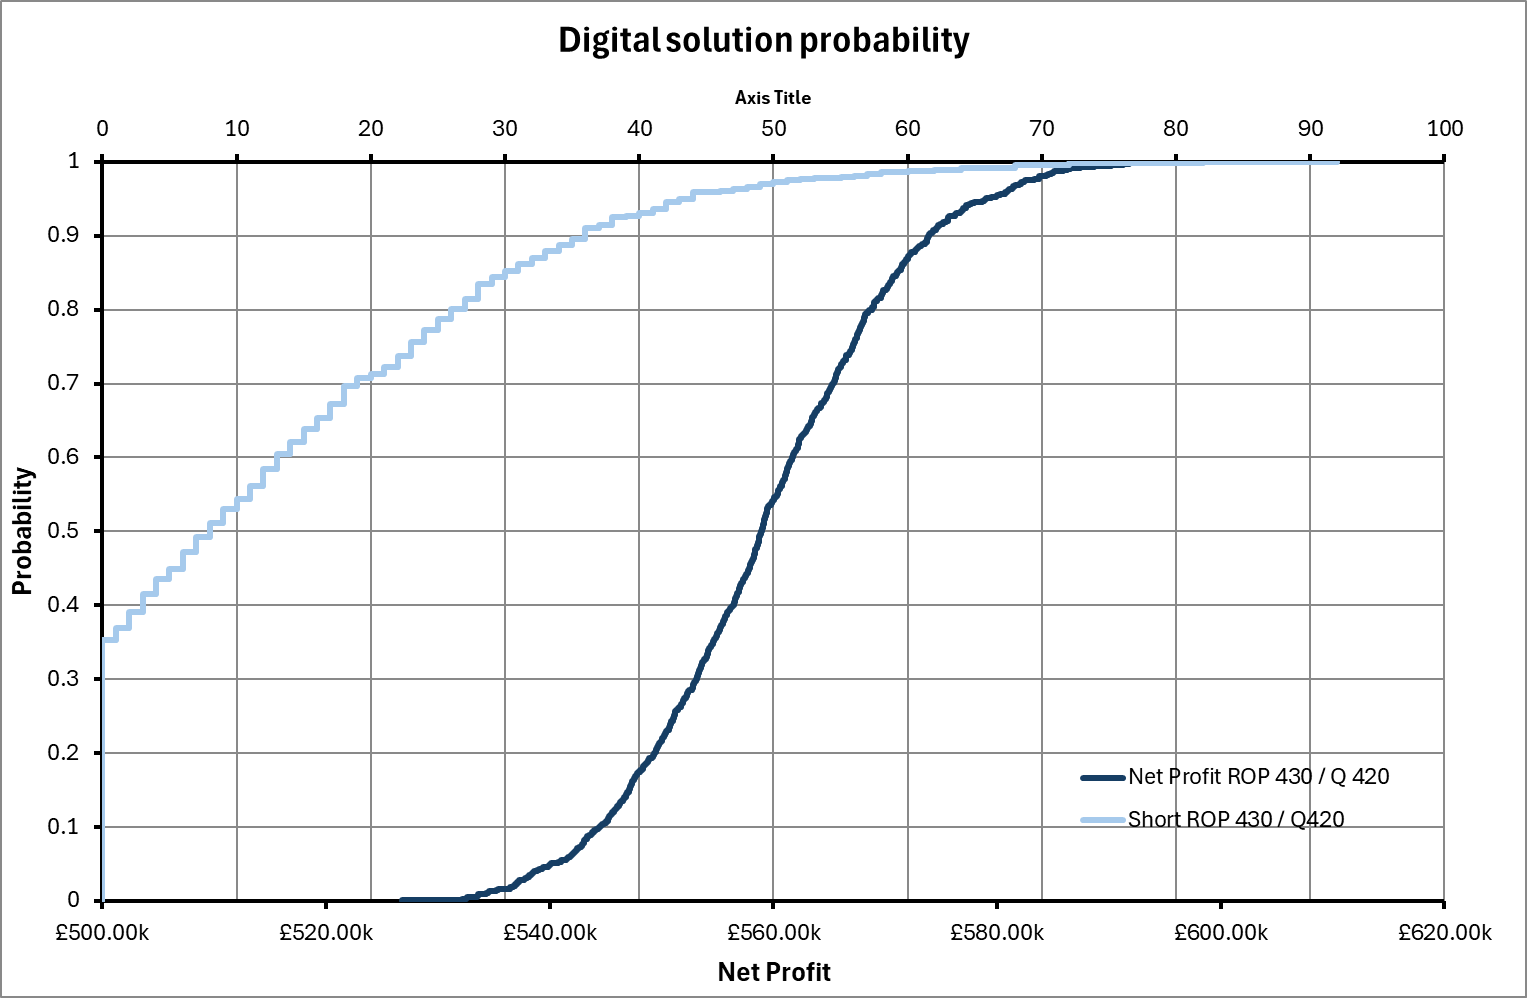 Digital solution probability
Axis Title
0 10 20 30 40 50 60 70 80 90 100
1
0.9
0.8
0.7
0.6
0.5
0.4
0.3
0.2
0.1
0
Probability
Net Profit ROP 430 / Q 420
Short ROP 430 / Q420
£500.00k £520.00k £540.00k £560.00k £580.00k £600.00k £620.00k
Net Profit